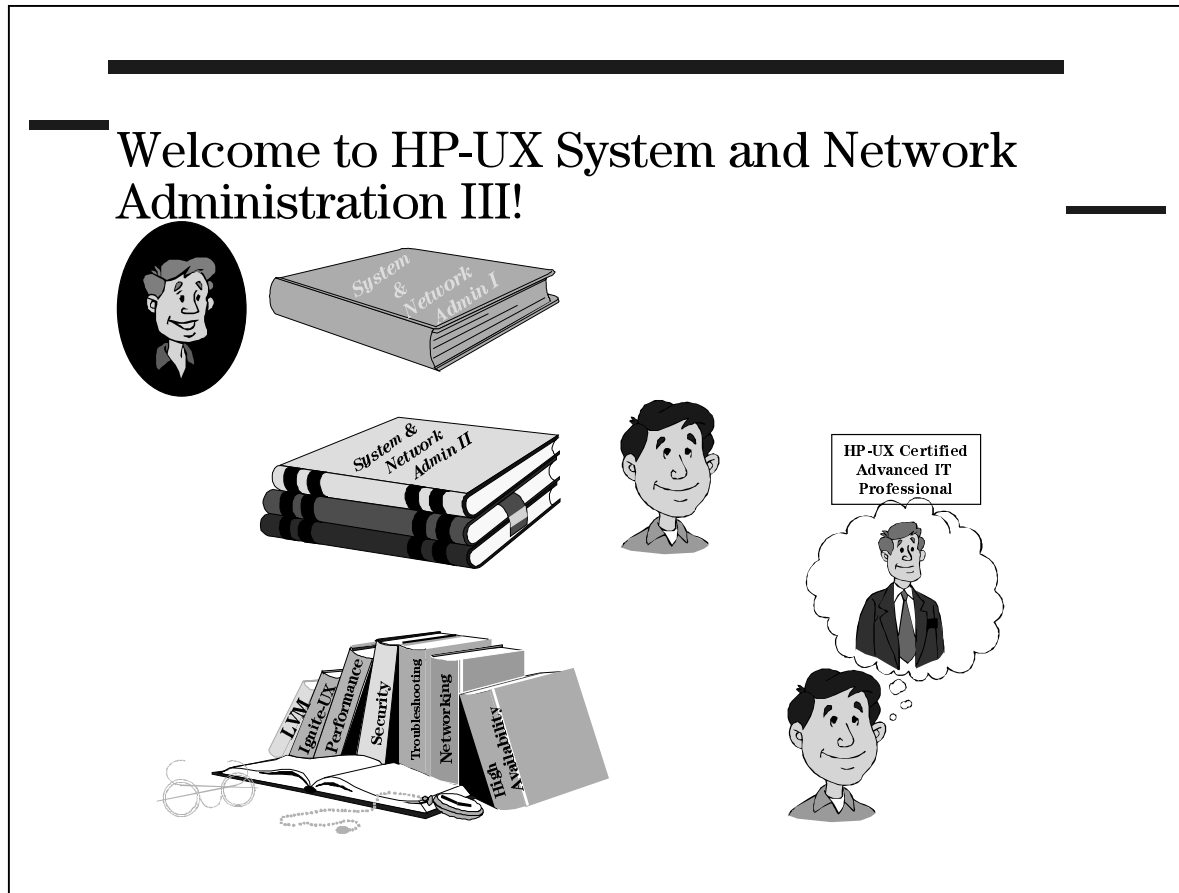 Welcome to HP-UX System and Network
Administration III!
System
&
Network
Admin I
System &
Network
Admin II
HP-UX Certified
Advanced IT
Professional
LVM
Ignite-UX
Performance
Security
Troubleshooting
Networking
High
Availability